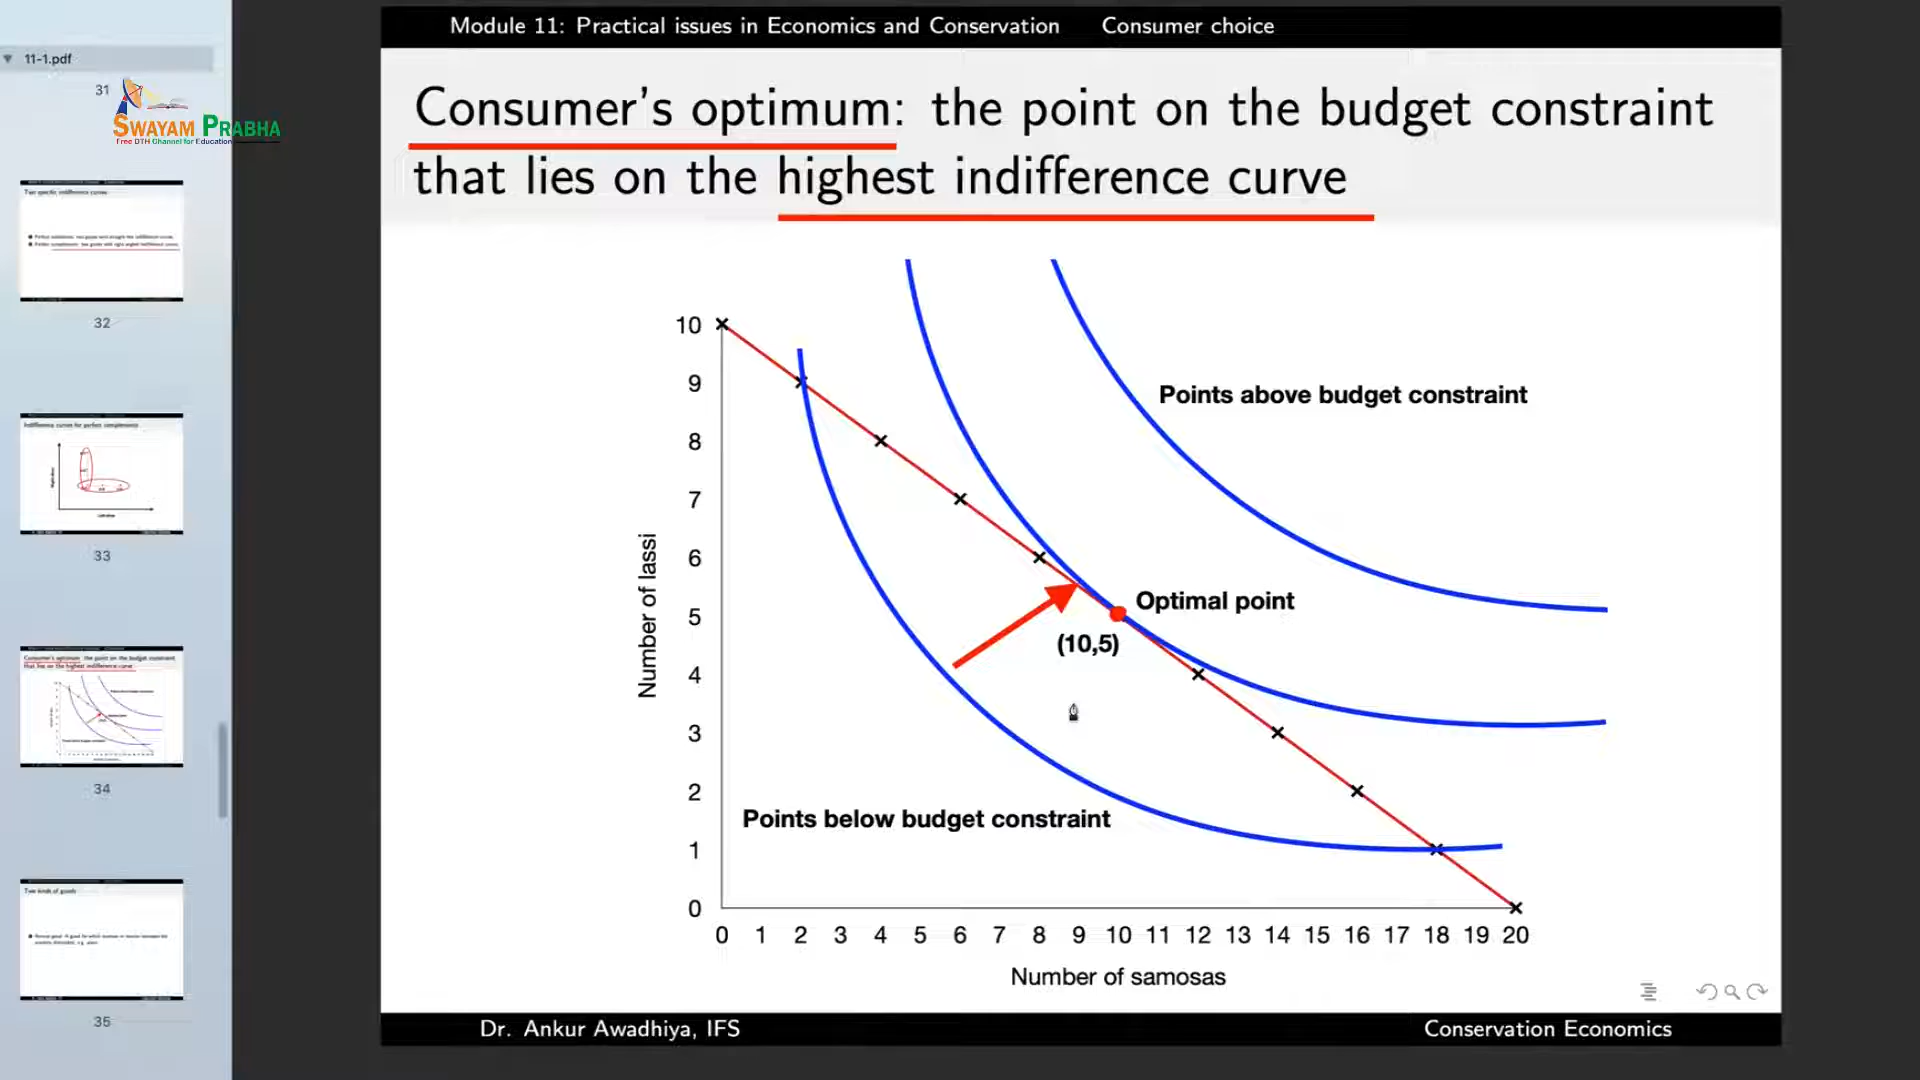 Module 11: Practical issues in Economics and Conservation Consumer choice
11-1.pdf
31
SWAYAM PRABHA
Free DTH Channel for Education
Consumer's optimum: the point on the budget constraint
that lies on the highest indifference curve
32
33
34
Two kinds of goods
35
10
9
8
7
6
5
4
3
2
1
0
Number of lassi
Points above budget constraint
Optimal point
(10,5)
Points below budget constraint
0 1 2 3 4 5 6 7 8 9 10 11 12 13 14 15 16 17 18 19 20
Number of samosas
Dr. Ankur Awadhiya, IFS
Conservation Economics